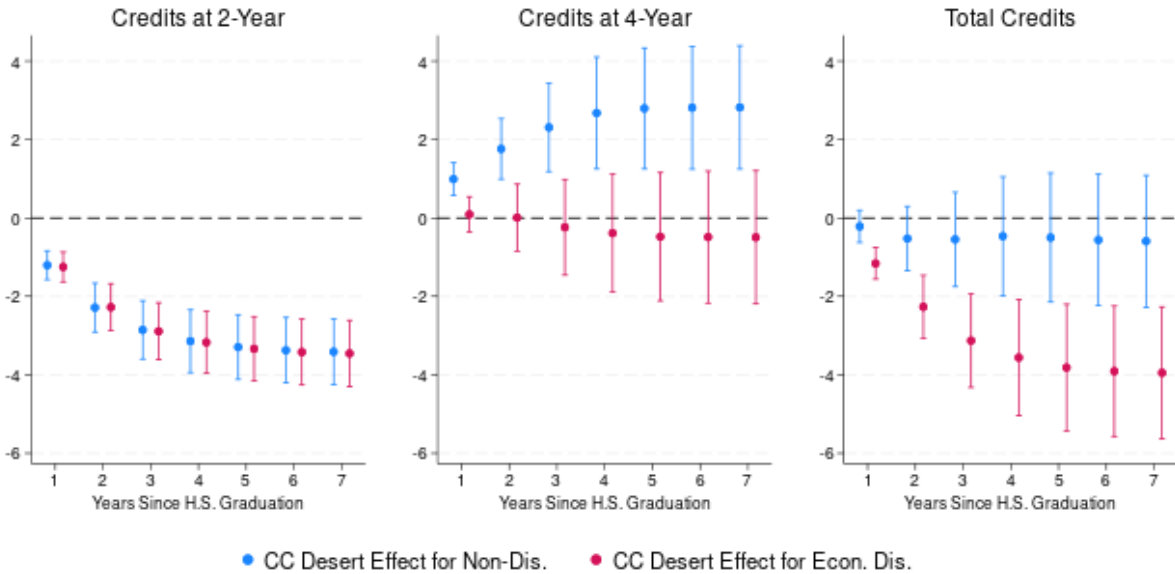 Credits at 2-Year
4
2
0
-2
-4
-6
1 2 3 4 5 6 7
Years Since H.S. Graduation
Credits at 4-Year
4
2
0
-2
-4
-6
1 2 3 4 5 6 7
Years Since H.S. Graduation
Total Credits
4
2
0
-2
-4
-6
1 2 3 4 5 6 7
Years Since H.S. Graduation
CC Desert Effect for Non-Dis. CC Desert Effect for Econ. Dis.